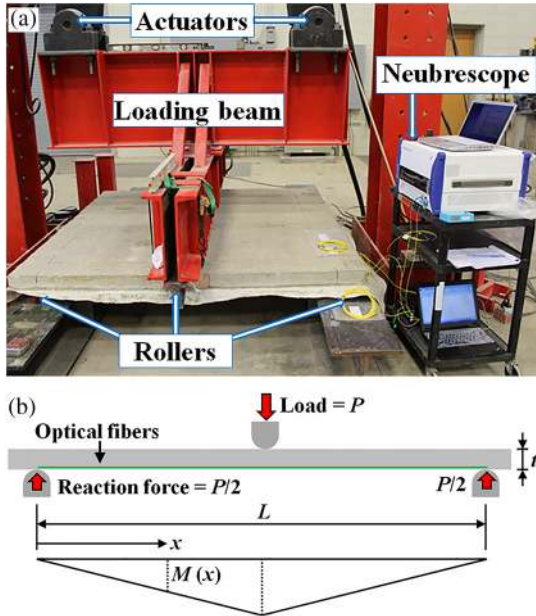 (a)
Actuators
Neubrescope
Loading beam
Rollers
(b)
Load = P
Optical fibers
t
Reaction force = P/2
P/2
L
x
M (x)